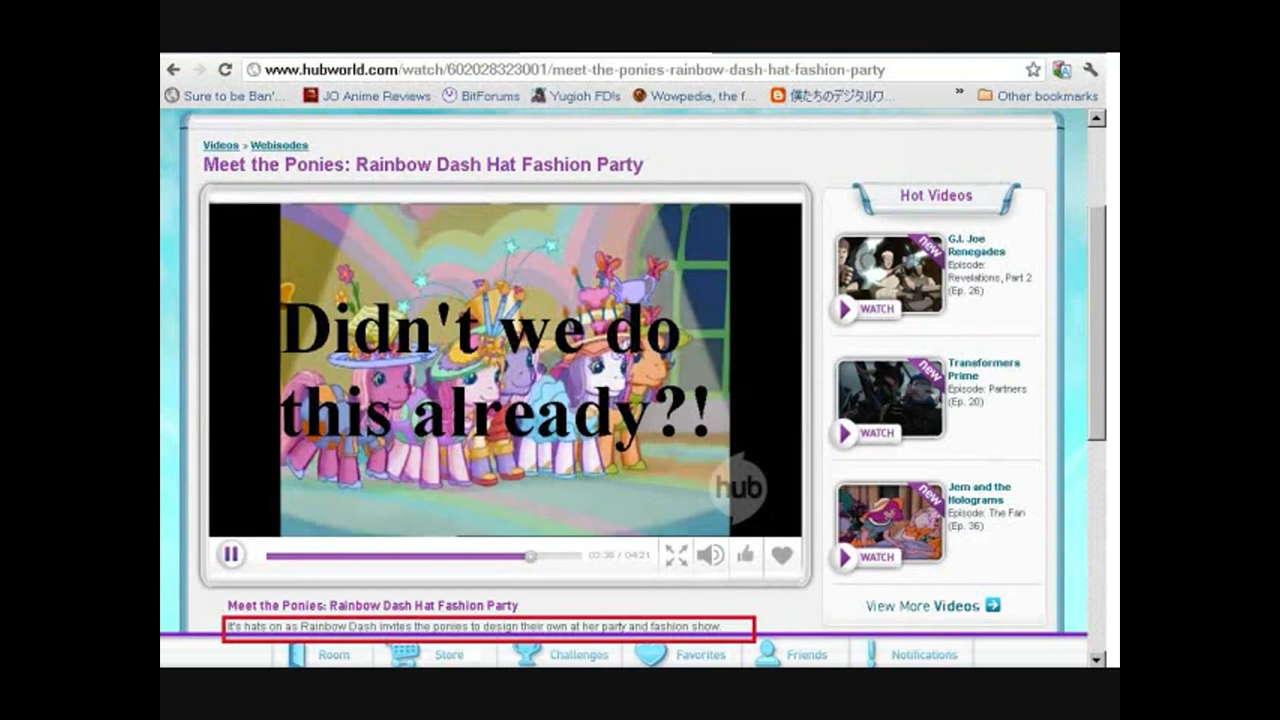 www.hubworld.com/watch/602028323001/meet-the-ponies-rainbow-dash-hat-fashion-party
Sure to be Ban'... JO Anime Reviews BitForums Yugioh FDIs Wowpedia, the f... 僕たちのデジタルワ... » Other bookmarks
Videos » Webisodes
Meet the Ponies: Rainbow Dash Hat Fashion Party
Didn't we do
this already?!
hub
03:38 / 04:21
Meet the Ponies: Rainbow Dash Hat Fashion Party
It's hats on as Rainbow Dash invites the ponies to design their own at her party and fashion show.
Hot Videos
new
G.I. Joe
Renegades
Episode:
Revelations, Part 2
(Ep. 26)
WATCH
new
Transformers
Prime
Episode: Partners
(Ep. 20)
WATCH
new
Jem and the
Holograms
Episode: The Fan
(Ep. 36)
WATCH
View More Videos
Room Store Challenges Favorites Friends Notifications